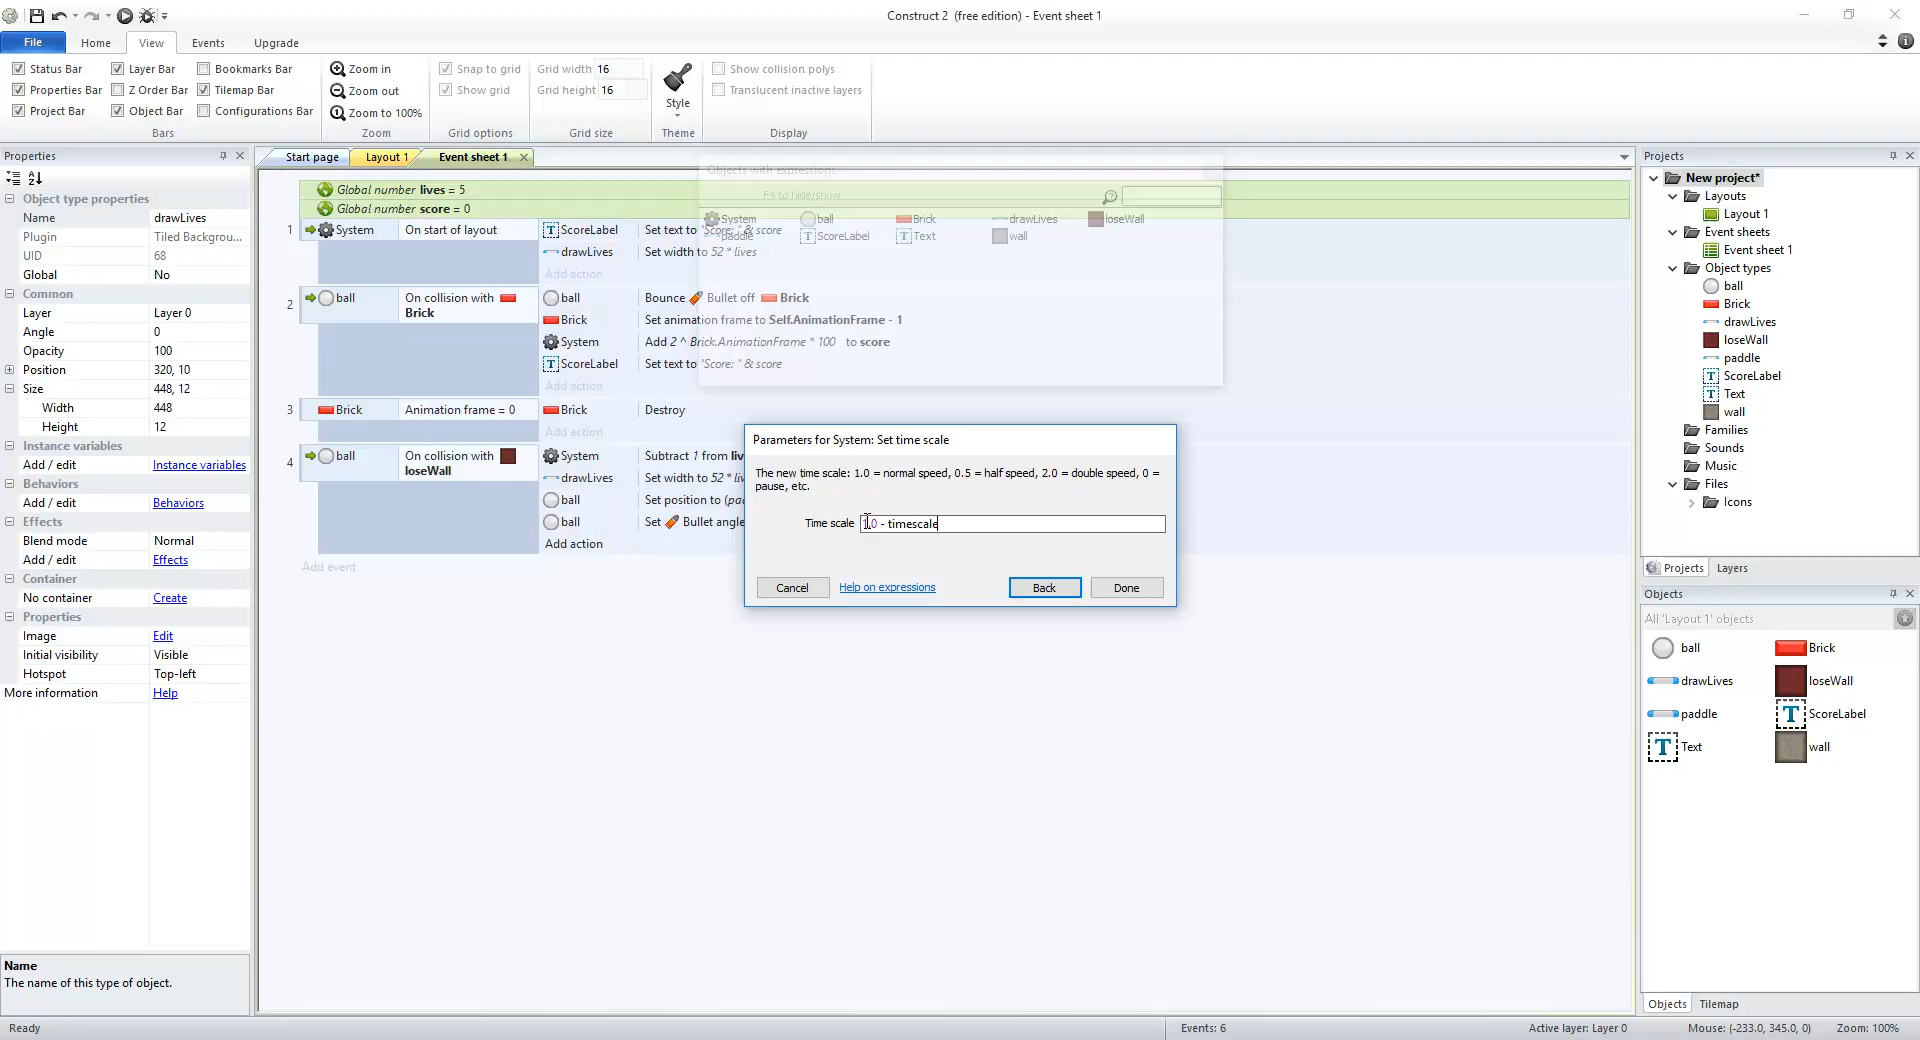 Construct 2 (free edition) - Event sheet 1
File Home View Events Upgrade
Status Bar Layer Bar Bookmarks Bar
Properties Bar Z Order Bar Tilemap Bar
Project Bar Object Bar Configurations Bar
Bars
Zoom in
Zoom out
Zoom to 100%
Zoom
Snap to grid
Show grid
Grid options
Grid width 16
Grid height 16
Grid size
Style
Theme
Show collision polys
Translucent inactive layers
Display
Properties
Object type properties
Name drawLives
Plugin Tiled Backgrou...
UID 68
Global No
Common
Layer Layer 0
Angle 0
Opacity 100
Position 320, 10
Size 448, 12
Width 448
Height 12
Instance variables
Add / edit Instance variables
Behaviors
Add / edit Behaviors
Effects
Blend mode Normal
Add / edit Effects
Container
No container Create
Properties
Image Edit
Initial visibility Visible
Hotspot Top-left
More information Help
Name
The name of this type of object.
Start page Layout 1 Event sheet 1
Global number lives = 5
Global number score = 0
1 System On start of layout ScoreLabel Set text to "Score: " & score
drawLives Set width to 52 * lives
Add action
2 ball On collision with Brick ball Bounce Bullet off Brick
Brick Set animation frame to Self.AnimationFrame - 1
System Add 2 ^ Brick.AnimationFrame * 100 to score
ScoreLabel Set text to "Score: " & score
Add action
3 Brick Animation frame = 0 Brick Destroy
Add action
4 ball On collision with loseWall System Subtract 1 from liv
drawLives Set width to 52 * liv
ball Set position to (pad
ball Set Bullet angle
Add action
Add event
Objects with expressions
F4 to hide/show
System ball Brick drawLives loseWall
paddle ScoreLabel Text wall
Parameters for System: Set time scale
The new time scale: 1.0 = normal speed, 0.5 = half speed, 2.0 = double speed, 0 =
pause, etc.
Time scale 1.0 - timescale
Cancel Help on expressions Back Done
Projects
New project*
Layouts
Layout 1
Event sheets
Event sheet 1
Object types
ball
Brick
drawLives
loseWall
paddle
ScoreLabel
Text
wall
Families
Sounds
Music
Files
Icons
Projects Layers
Objects
All 'Layout 1' objects
ball Brick
drawLives loseWall
paddle ScoreLabel
Text wall
Objects Tilemap
Ready Events: 6 Active layer: Layer 0 Mouse: (-233.0, 345.0, 0) Zoom: 100%